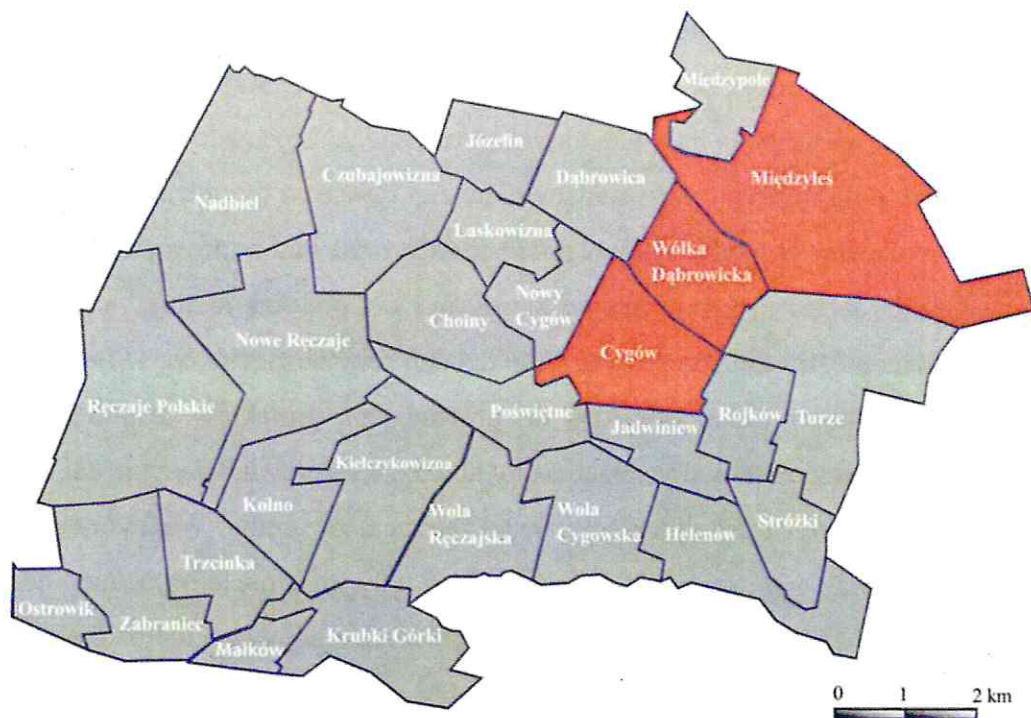 Międzypole
Józefin
Czubajowizna
Dąbrowica
Międzyleś
Nadbiel
Laskowizna
Wólka
Dąbrowicka
Nowy
Cygów
Choiny
Nowe Ręczaje
Cygów
Ręczaje Polskie
Poświętne
Jadwiniew
Rojków
Turze
Kielczykowizna
Kolno
Wola
Ręczajska
Wola
Cygowska
Helenów
Stróżki
Trzcinka
Ostrowik
Zabraniec
Małków
Krubki Górki
0 1 2 km